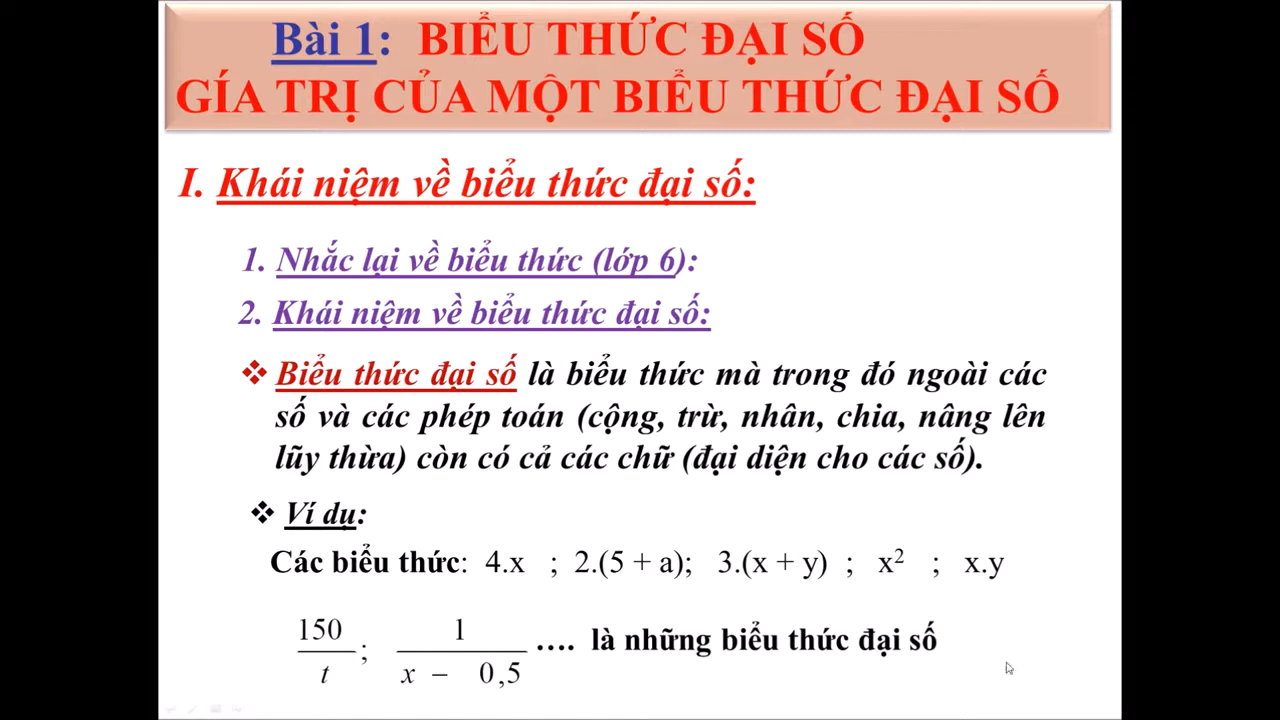 Bài 1: BIỂU THỨC ĐẠI SỐ
GÍA TRỊ CỦA MỘT BIỂU THỨC ĐẠI SỐ
I. Khái niệm về biểu thức đại số:
1. Nhắc lại về biểu thức (lớp 6):
2. Khái niệm về biểu thức đại số:
❖ Biểu thức đại số là biểu thức mà trong đó ngoài các
số và các phép toán (cộng, trừ, nhân, chia, nâng lên
lũy thừa) còn có cả các chữ (đại diện cho các số).
❖ Ví dụ:
Các biểu thức: 4.x ; 2.(5 + a); 3.(x + y) ; x² ; x.y
150/t ; 1/(x − 0,5) .... là những biểu thức đại số